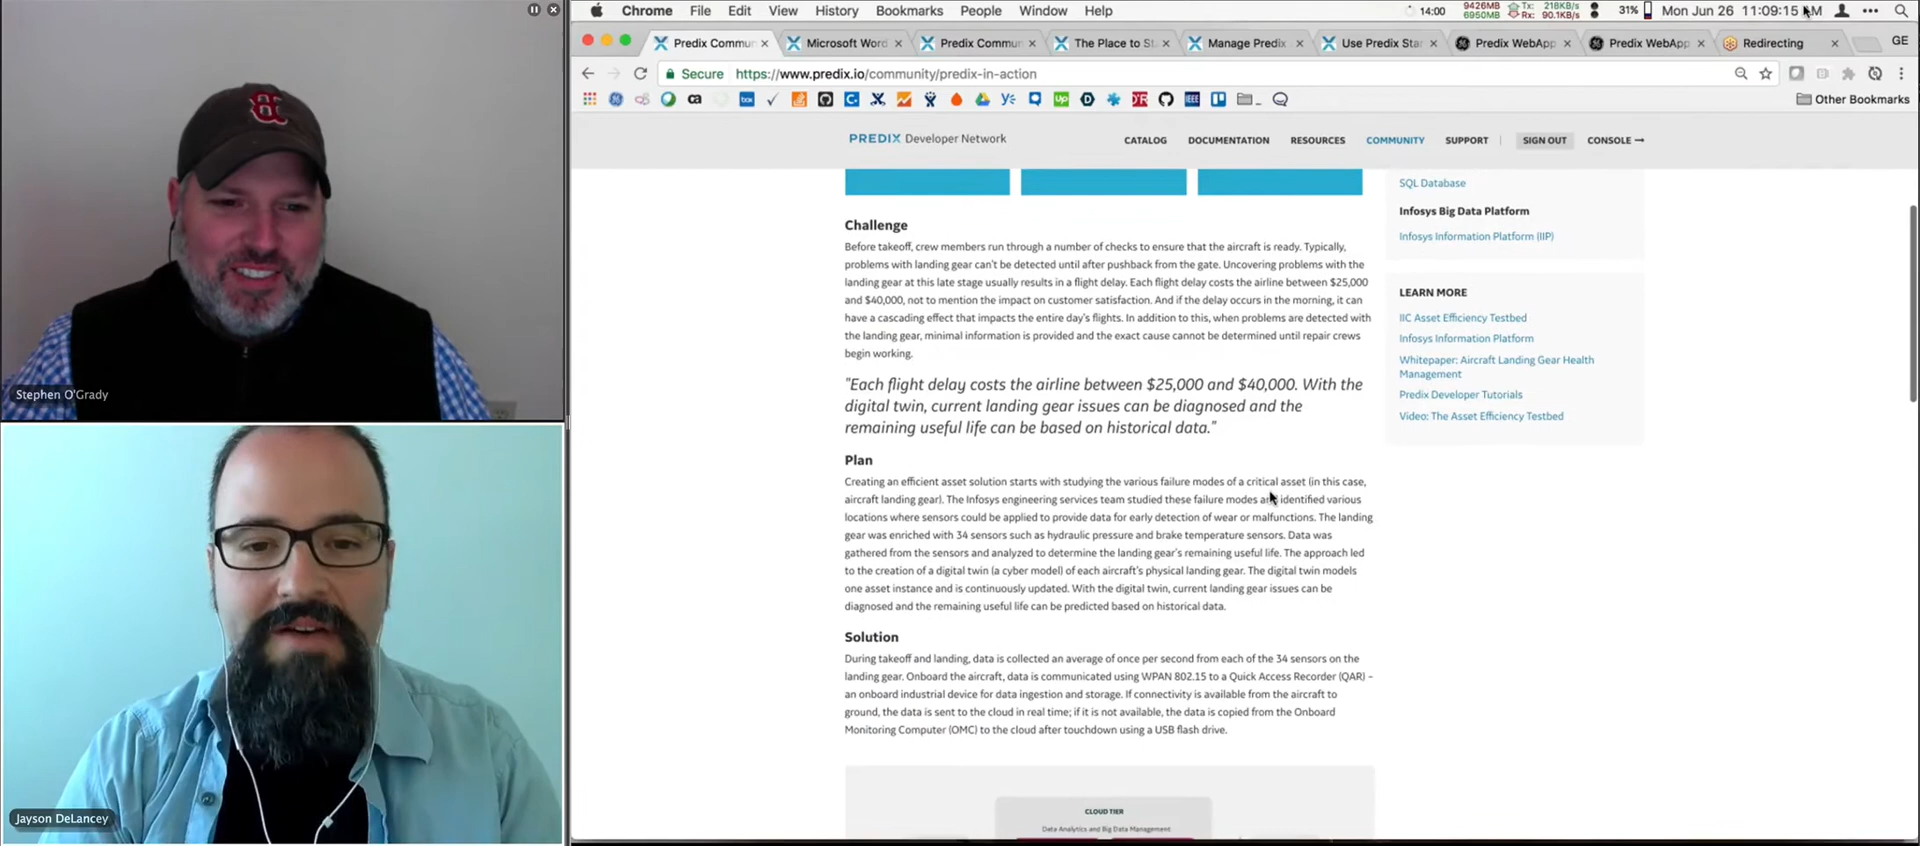 Stephen O'Grady
Jayson DeLancey
Chrome File Edit View History Bookmarks People Window Help
14:00 9426MB 6950MB Tx: 218KB/s Rx: 90.1KB/s 31% Mon Jun 26 11:09:15
Predix Commu Microsoft Word Predix Commu The Place to St Manage Predix Use Predix Star Predix WebApp Predix WebApp Redirecting GE
Secure https://www.predix.io/community/predix-in-action
Other Bookmarks
PREDIX Developer Network CATALOG DOCUMENTATION RESOURCES COMMUNITY SUPPORT | SIGN OUT CONSOLE
Challenge
Before takeoff, crew members run through a number of checks to ensure that the aircraft is ready. Typically,
problems with landing gear can't be detected until after pushback from the gate. Uncovering problems with the
landing gear at this late stage usually results in a flight delay. Each flight delay costs the airline between $25,000
and $40,000, not to mention the impact on customer satisfaction. And if the delay occurs in the morning, it can
have a cascading effect that impacts the entire day's flights. In addition to this, when problems are detected with
the landing gear, minimal information is provided and the exact cause cannot be determined until repair crews
begin working.
"Each flight delay costs the airline between $25,000 and $40,000. With the
digital twin, current landing gear issues can be diagnosed and the
remaining useful life can be based on historical data."
Plan
Creating an efficient asset solution starts with studying the various failure modes of a critical asset (in this case,
aircraft landing gear). The Infosys engineering services team studied these failure modes and identified various
locations where sensors could be applied to provide data for early detection of wear or malfunctions. The landing
gear was enriched with 34 sensors such as hydraulic pressure and brake temperature sensors. Data was
gathered from the sensors and analyzed to determine the landing gear's remaining useful life. The approach led
to the creation of a digital twin (a cyber model) of each aircraft's physical landing gear. The digital twin models
one asset instance and is continuously updated. With the digital twin, current landing gear issues can be
diagnosed and the remaining useful life can be predicted based on historical data.
Solution
During takeoff and landing, data is collected an average of once per second from each of the 34 sensors on the
landing gear. Onboard the aircraft, data is communicated using WPAN 802.15 to a Quick Access Recorder (QAR) –
an onboard industrial device for data ingestion and storage. If connectivity is available from the aircraft to
ground, the data is sent to the cloud in real time; if it is not available, the data is copied from the Onboard
Monitoring Computer (OMC) to the cloud after touchdown using a USB flash drive.
CLOUD TIER
Data Analytics and Big Data Management
SQL Database
Infosys Big Data Platform
Infosys Information Platform (IIP)
LEARN MORE
IIC Asset Efficiency Testbed
Infosys Information Platform
Whitepaper: Aircraft Landing Gear Health
Management
Predix Developer Tutorials
Video: The Asset Efficiency Testbed